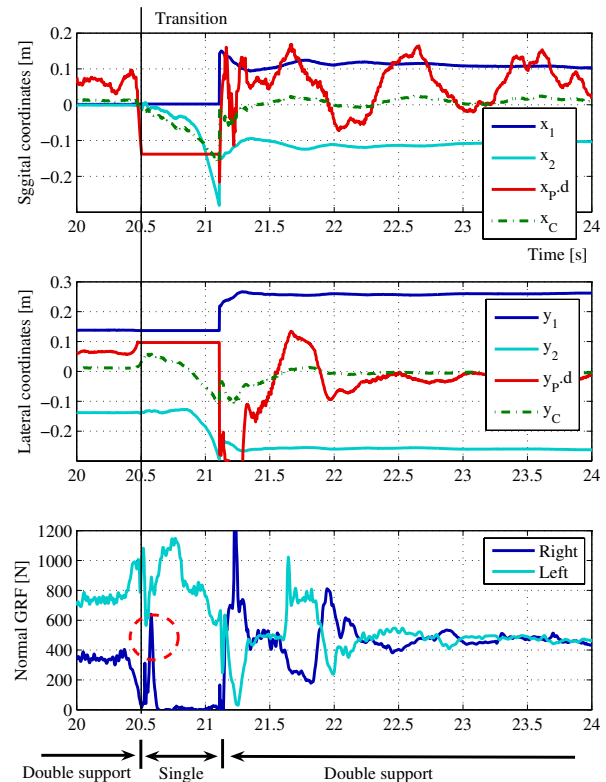 Transition
Sggital coordinates [m]
0.2
0.1
0
−0.1
−0.2
x1
x2
xP.d
xC
20 20.5 21 21.5 22 22.5 23 23.5 24
Time [s]
Lateral coordinates [m]
0.3
0.2
0.1
0
−0.1
−0.2
y1
y2
yP.d
yC
20 20.5 21 21.5 22 22.5 23 23.5 24
Normal GRF [N]
1200
1000
800
600
400
200
0
Right
Left
20 20.5 21 21.5 22 22.5 23 23.5 24
Double support Single Double support